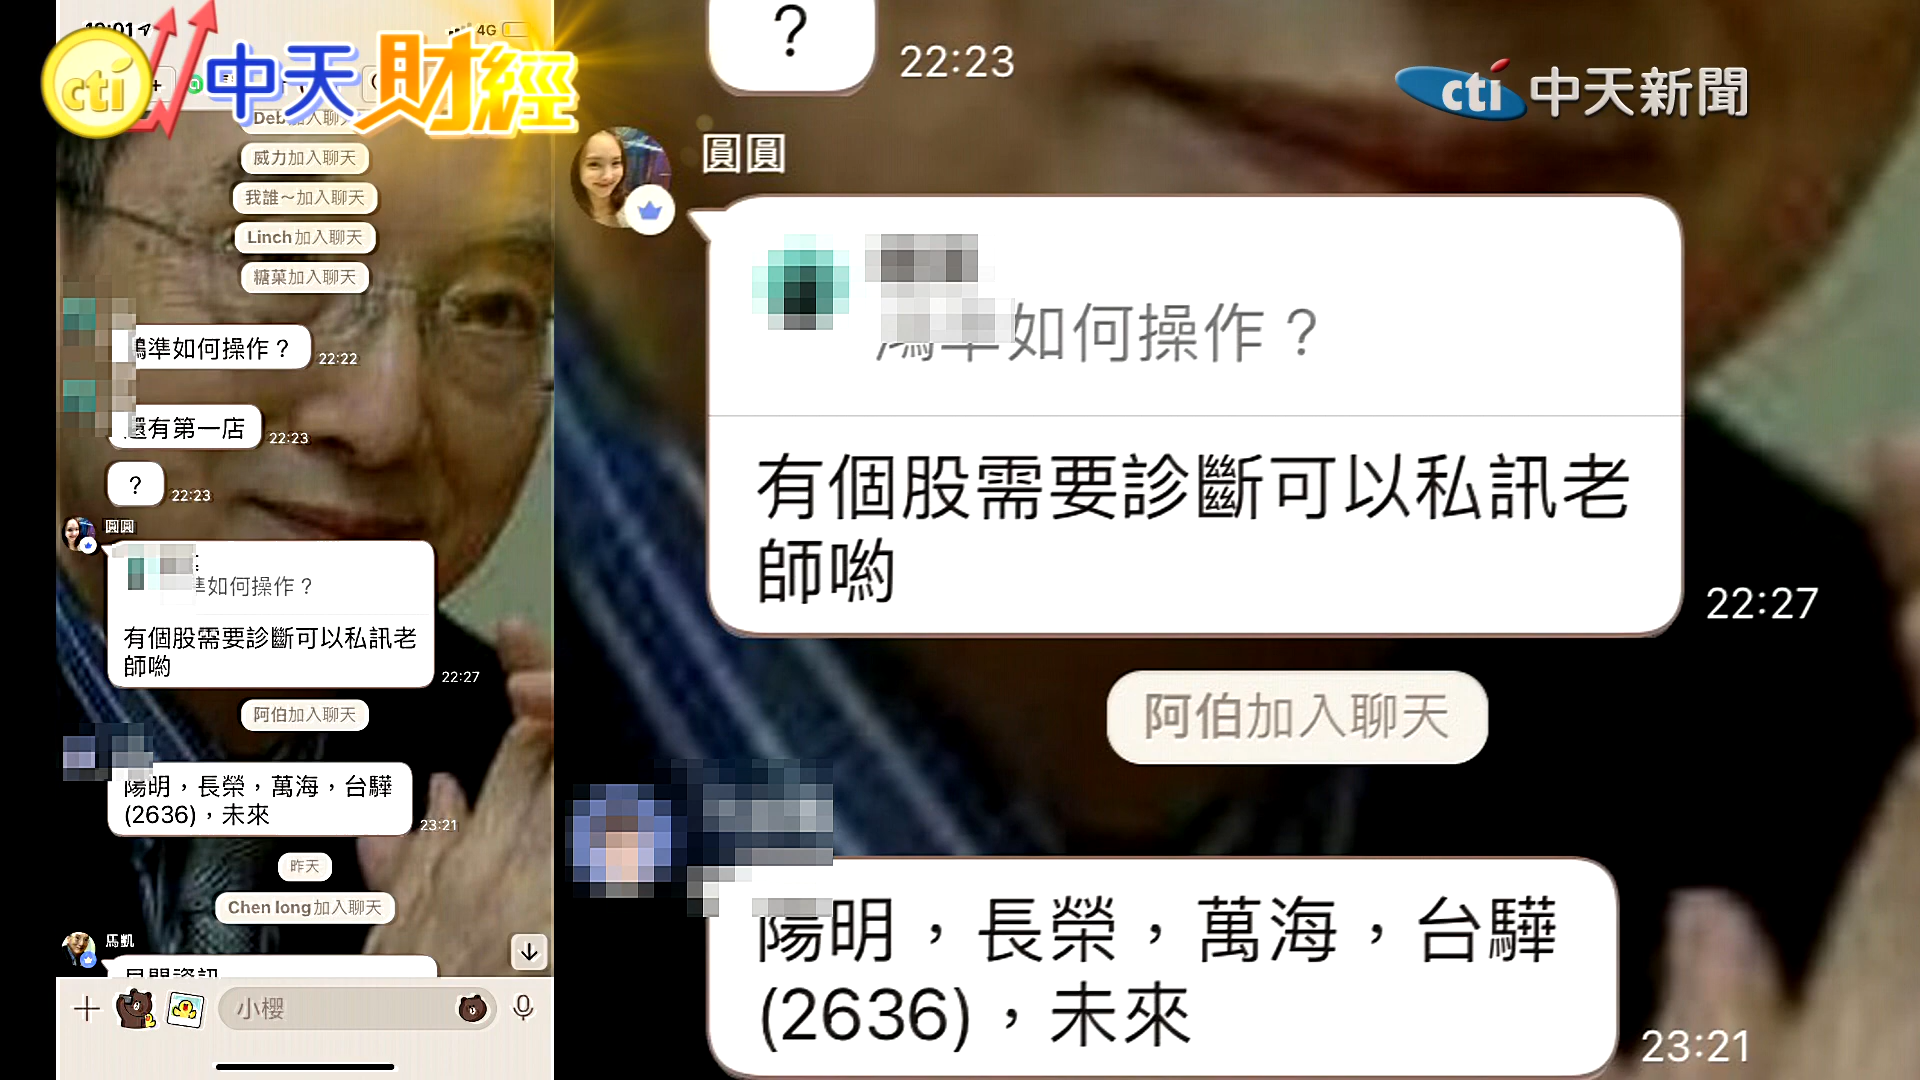 cti 中天財經
4G
加入聊天
威力加入聊天
我誰～加入聊天
Linch加入聊天
糖菓加入聊天
鴻準如何操作？
22:22
還有第一店
22:23
？
22:23
圓圓
準如何操作？
有個股需要診斷可以私訊老
師喲
22:27
阿伯加入聊天
陽明，長榮，萬海，台驊
(2636)，未來
23:21
昨天
Chen long加入聊天
馬凱
小櫻
cti 中天新聞
？
22:23
圓圓
如何操作？
有個股需要診斷可以私訊老
師喲
22:27
阿伯加入聊天
陽明，長榮，萬海，台驊
(2636)，未來
23:21